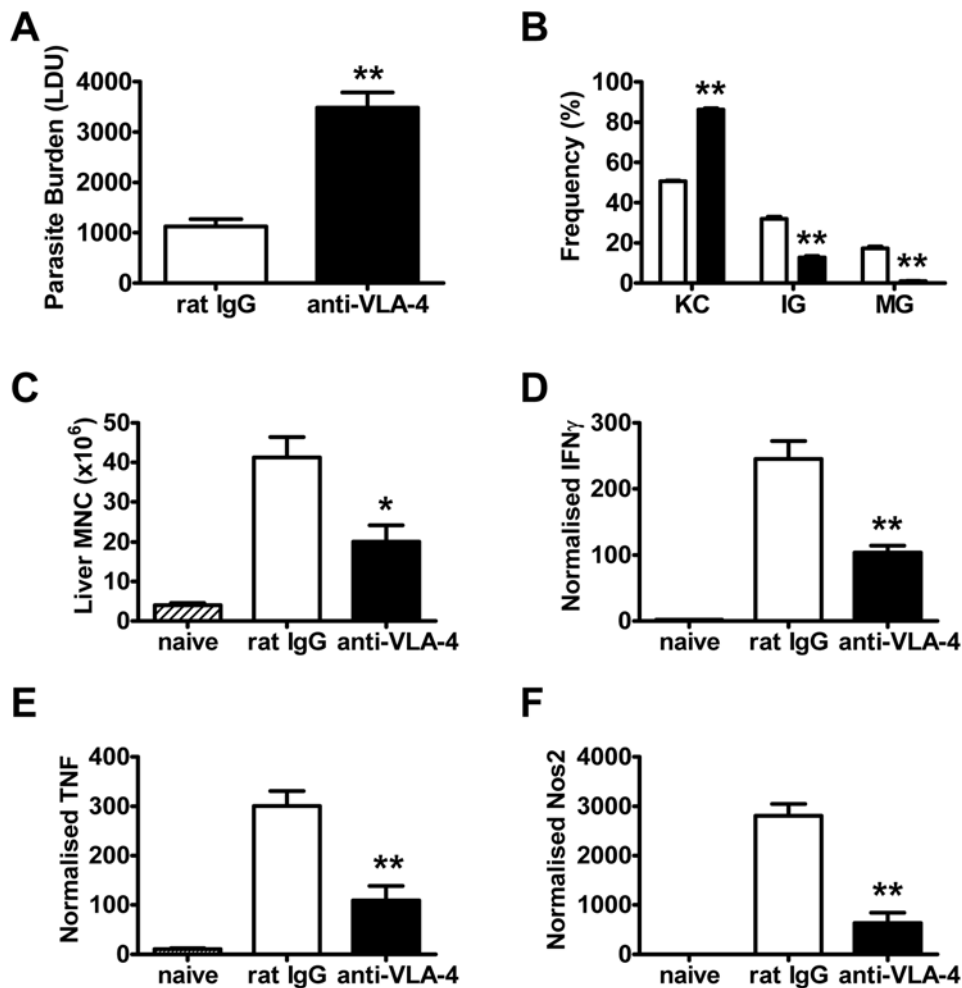 A
Parasite Burden (LDU)
4000
3000
2000
1000
0
**
rat IgG anti-VLA-4
B
Frequency (%)
100
80
60
40
20
0
**
**
**
KC IG MG
C
Liver MNC (x10⁶)
50
40
30
20
10
0
*
naive rat IgG anti-VLA-4
D
Normalised IFNγ
300
200
100
0
**
naive rat IgG anti-VLA-4
E
Normalised TNF
400
300
200
100
0
**
naive rat IgG anti-VLA-4
F
Normalised Nos2
4000
3000
2000
1000
0
**
naive rat IgG anti-VLA-4